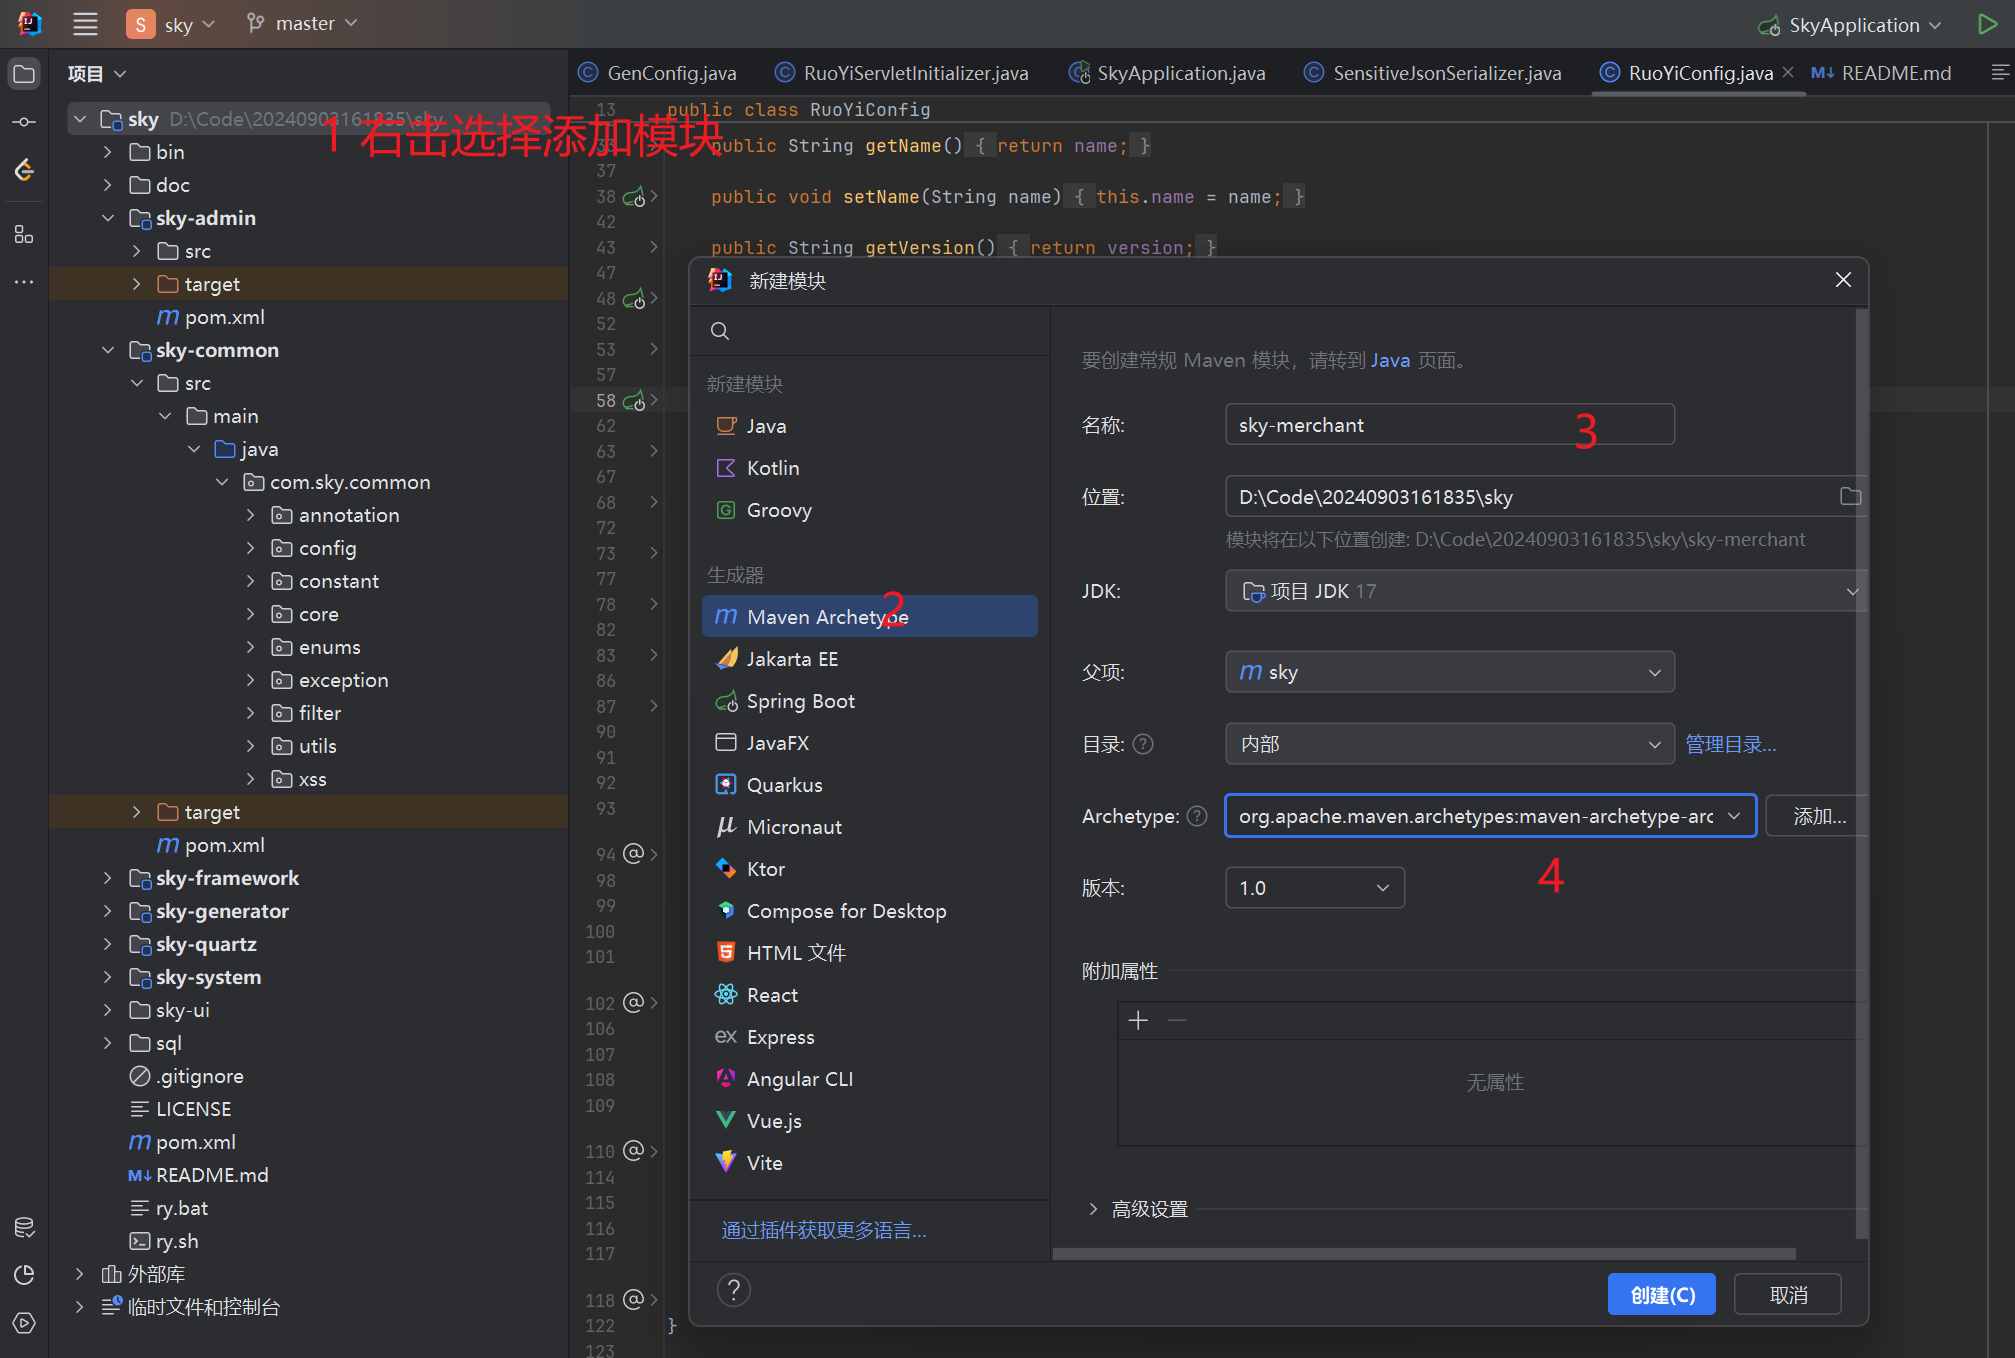 S sky master SkyApplication
项目
GenConfig.java RuoYiServletInitializer.java SkyApplication.java SensitiveJsonSerializer.java RuoYiConfig.java README.md
sky D:\Code\20240903161835\sky
1 右击选择添加模块
bin
doc
sky-admin
src
target
pom.xml
sky-common
src
main
java
com.sky.common
annotation
config
constant
core
enums
exception
filter
utils
xss
target
pom.xml
sky-framework
sky-generator
sky-quartz
sky-system
sky-ui
sql
.gitignore
LICENSE
pom.xml
README.md
ry.bat
ry.sh
外部库
临时文件和控制台
13 public class RuoYiConfig
public String getName() { return name; }
37
38 public void setName(String name) { this.name = name; }
42
43 public String getVersion() { return version; }
47
48
52
53
57
58
62
63
67
68
72
73
77
78
82
83
86
87
90
91
92
93
94
98
99
100
101
102
106
107
108
109
110
114
115
116
117
118
122 }
123
新建模块
新建模块
Java
Kotlin
Groovy
生成器
Maven Archetype
2
Jakarta EE
Spring Boot
JavaFX
Quarkus
Micronaut
Ktor
Compose for Desktop
HTML 文件
React
Express
Angular CLI
Vue.js
Vite
通过插件获取更多语言...
要创建常规 Maven 模块，请转到 Java 页面。
名称: sky-merchant
3
位置: D:\Code\20240903161835\sky
模块将在以下位置创建: D:\Code\20240903161835\sky\sky-merchant
JDK: 项目 JDK 17
父项: sky
目录: ? 内部 管理目录...
Archetype: ? org.apache.maven.archetypes:maven-archetype-arc 添加...
4
版本: 1.0
附加属性
无属性
高级设置
? 创建(C) 取消